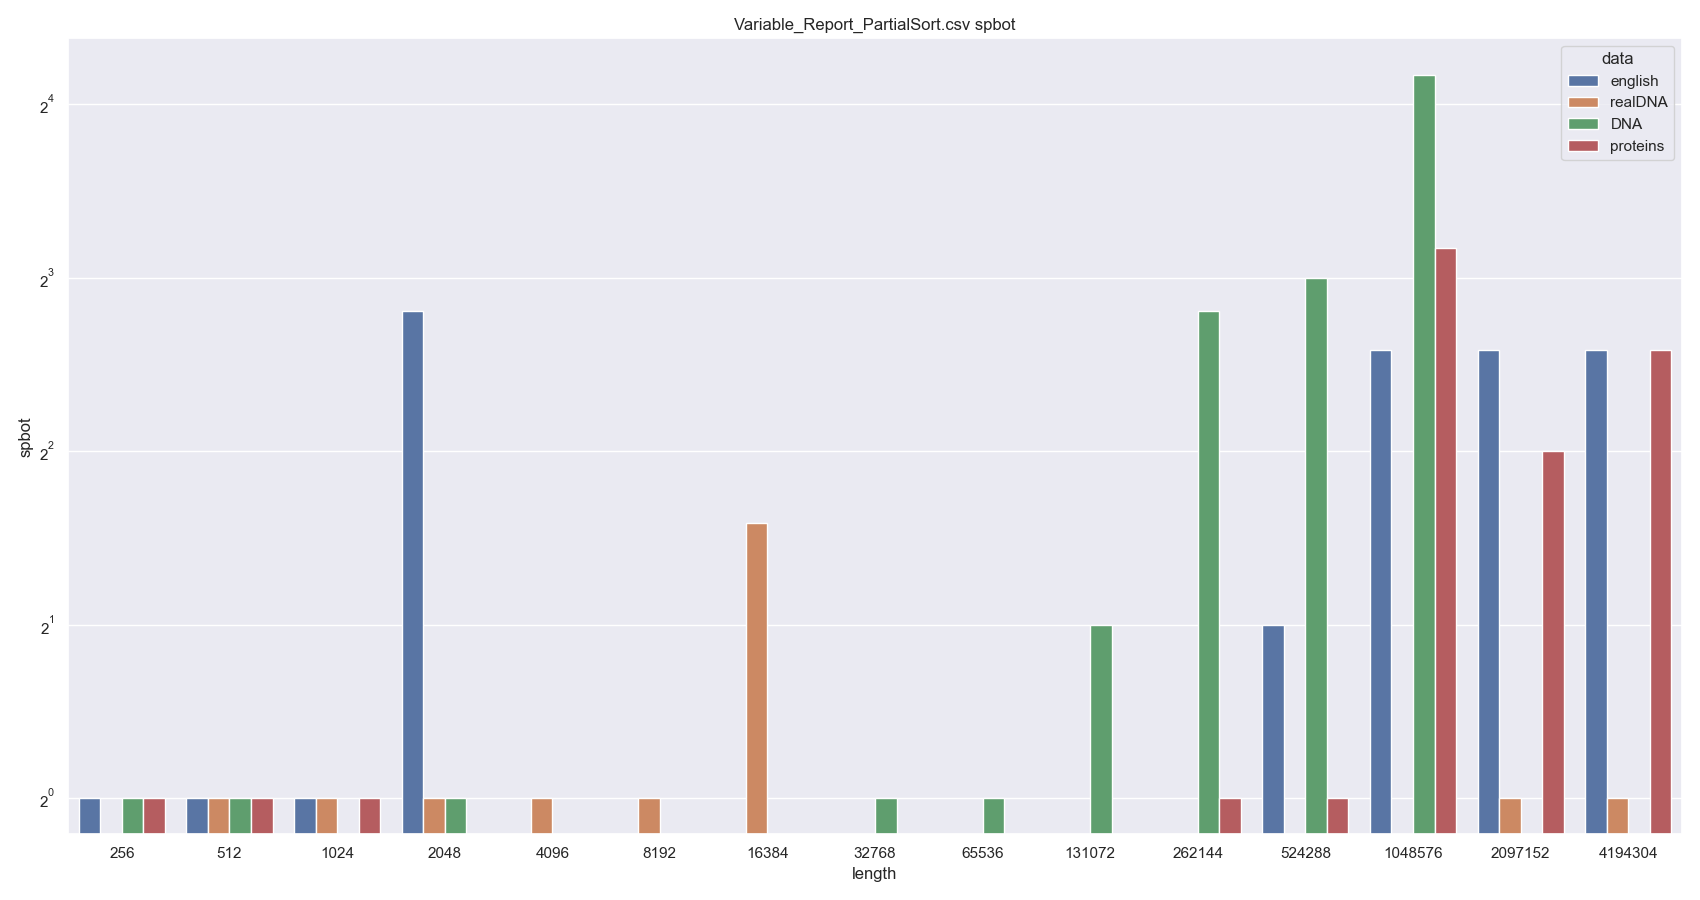 Variable_Report_PartialSort.csv spbot
data
english
realDNA
DNA
proteins
2^4
2^3
2^2
2^1
2^0
spbot
256 512 1024 2048 4096 8192 16384 32768 65536 131072 262144 524288 1048576 2097152 4194304
length